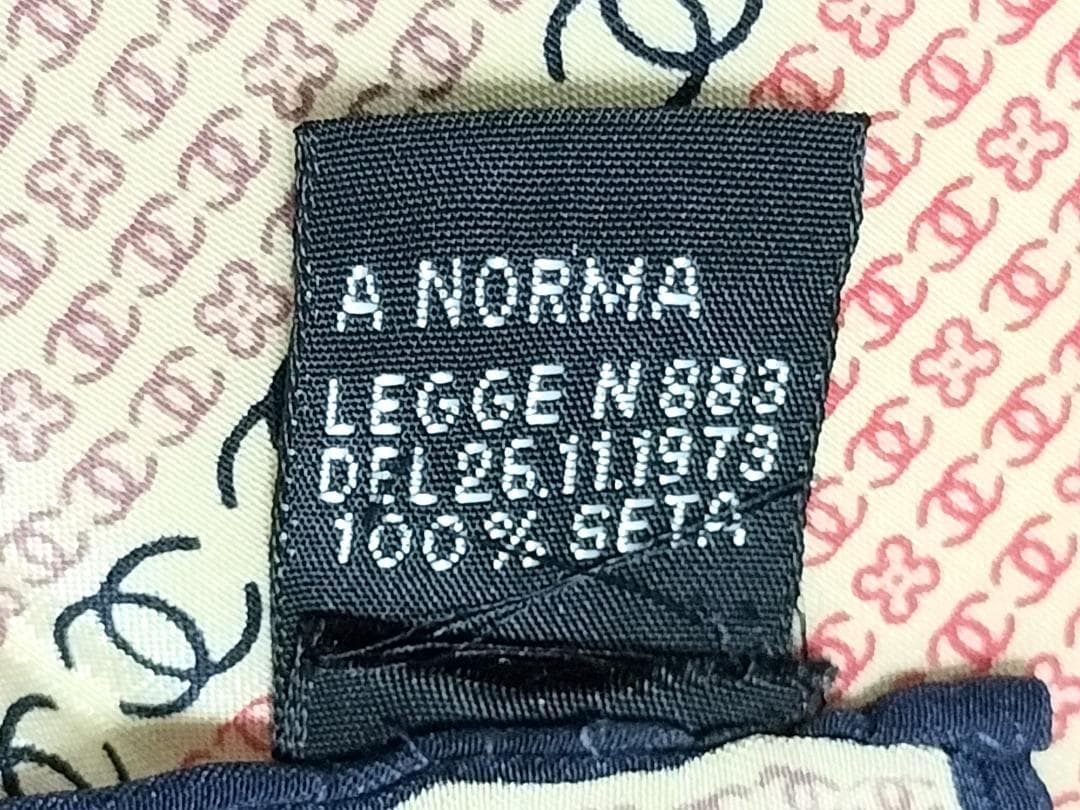 A NORMA
LEGGE N 883
DEL 26.11.1973
100% SETA